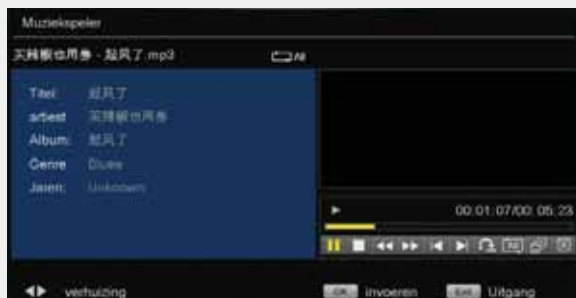 Muziekspeler
买辣椒也用券 - 起风了.mp3 All
Titel: 起风了
artiest 买辣椒也用券
Album: 起风了
Genre Blues
Jaren: Unknown
00:01:07/00:05:23
verhuizing OK invoeren Exit Uitgang